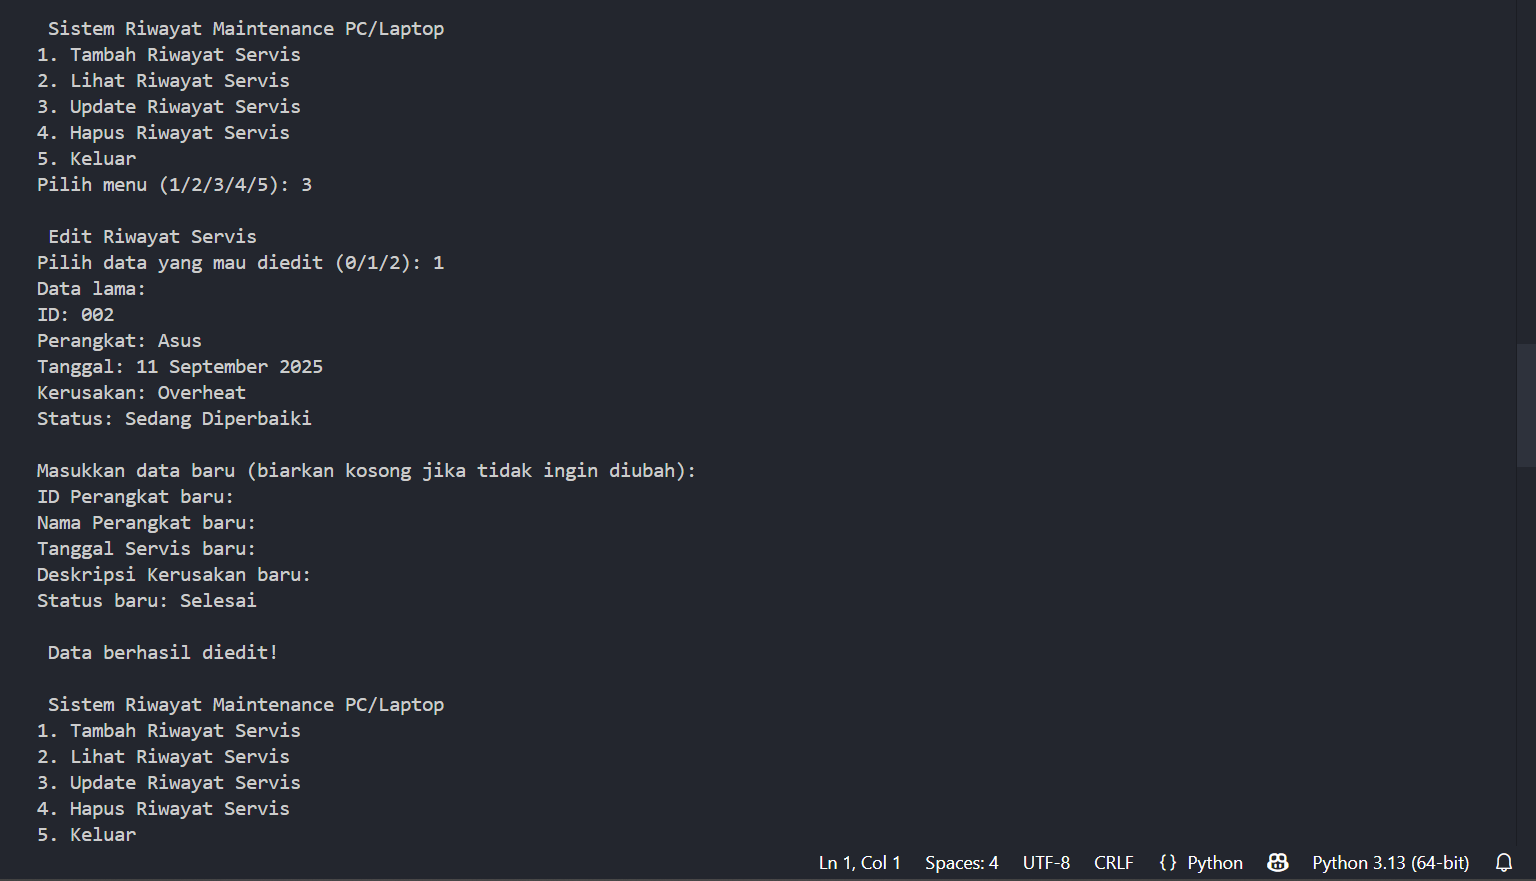 Sistem Riwayat Maintenance PC/Laptop
1. Tambah Riwayat Servis
2. Lihat Riwayat Servis
3. Update Riwayat Servis
4. Hapus Riwayat Servis
5. Keluar
Pilih menu (1/2/3/4/5): 3
Edit Riwayat Servis
Pilih data yang mau diedit (0/1/2): 1
Data lama:
ID: 002
Perangkat: Asus
Tanggal: 11 September 2025
Kerusakan: Overheat
Status: Sedang Diperbaiki
Masukkan data baru (biarkan kosong jika tidak ingin diubah):
ID Perangkat baru:
Nama Perangkat baru:
Tanggal Servis baru:
Deskripsi Kerusakan baru:
Status baru: Selesai
Data berhasil diedit!
Sistem Riwayat Maintenance PC/Laptop
1. Tambah Riwayat Servis
2. Lihat Riwayat Servis
3. Update Riwayat Servis
4. Hapus Riwayat Servis
5. Keluar
Ln 1, Col 1 Spaces: 4 UTF-8 CRLF {} Python Python 3.13 (64-bit)